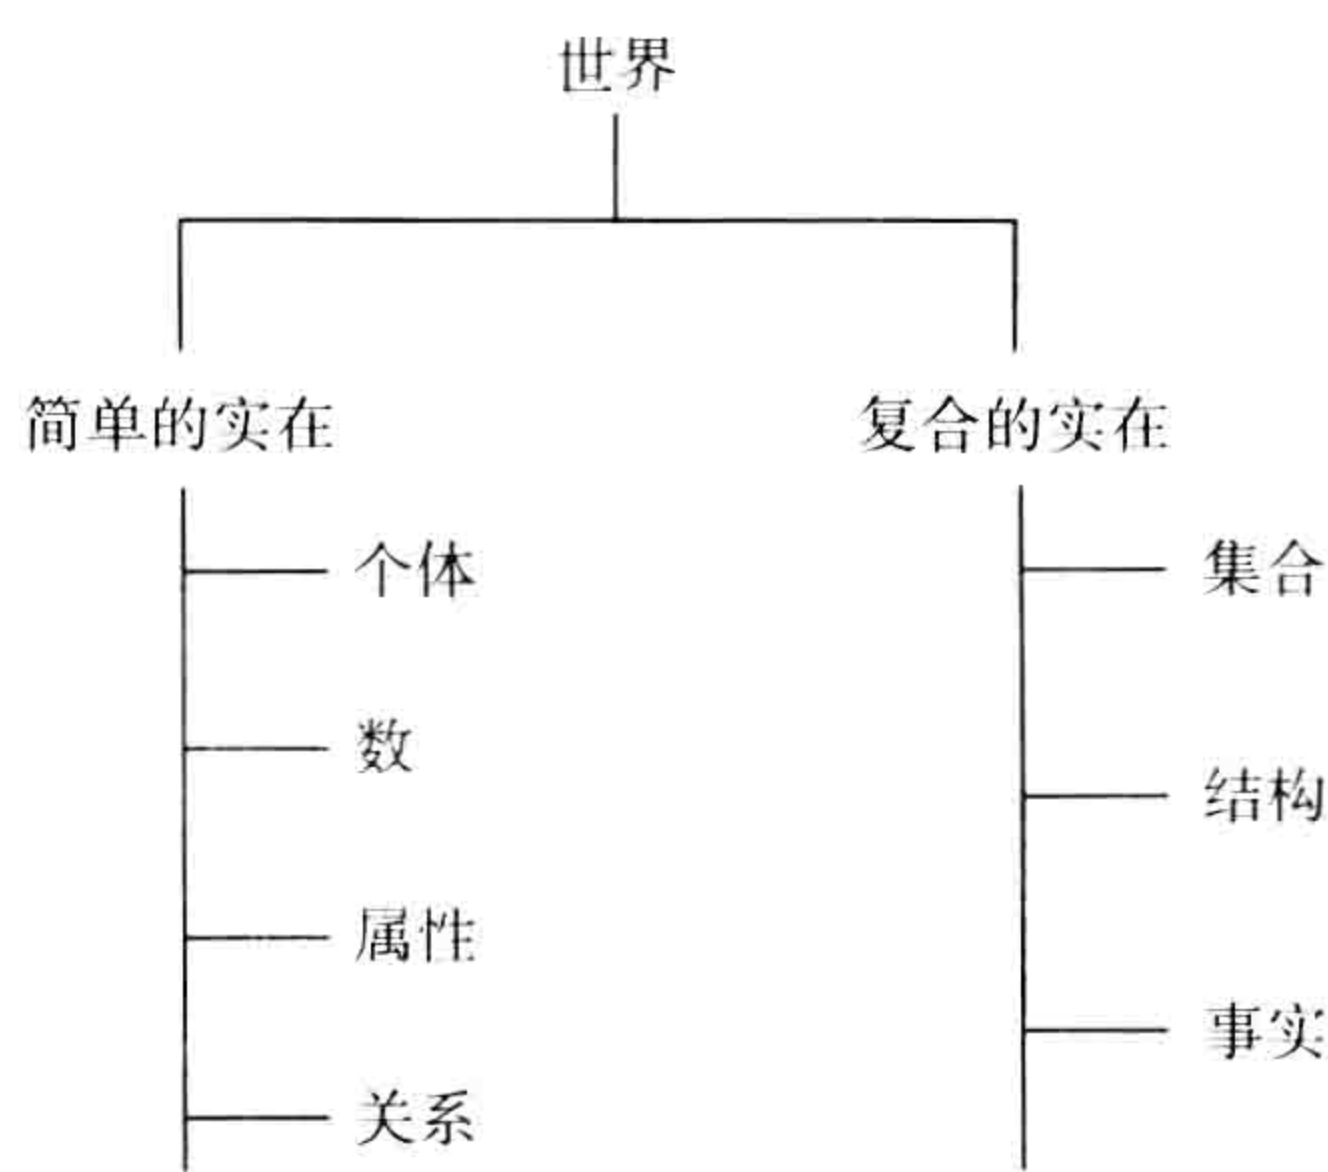 世界
简单的实在
复合的实在
个体
集合
数
结构
属性
事实
关系